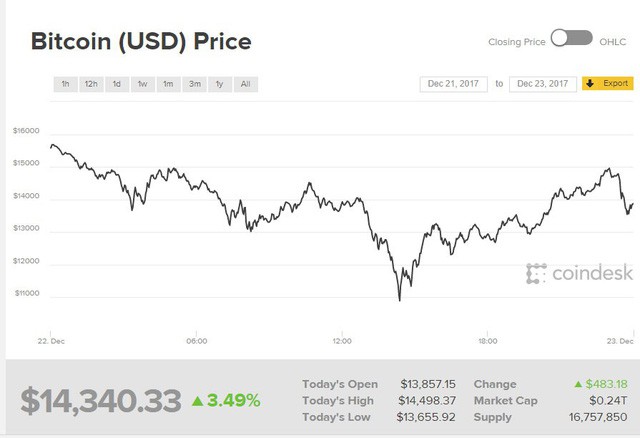 Bitcoin (USD) Price
Closing Price OHLC
1h 12h 1d 1w 1m 3m 1y All
Dec 21, 2017 to Dec 23, 2017 Export
$16000
$15000
$14000
$13000
$12000
$11000
coindesk
22. Dec 06:00 12:00 18:00 23. Dec
$14,340.33 ▲3.49%
Today's Open $13,857.15 Change ▲ $483.18
Today's High $14,498.37 Market Cap $0.24T
Today's Low $13,655.92 Supply 16,757,850